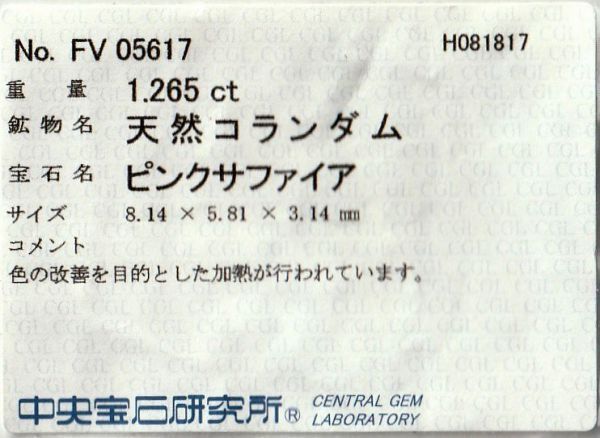 No. FV 05617 H081817
重量 1.265 ct
鉱物名 天然コランダム
宝石名 ピンクサファイア
サイズ 8.14 × 5.81 × 3.14 ㎜
コメント
色の改善を目的とした加熱が行われています。
中央宝石研究所® CENTRAL GEM
LABORATORY